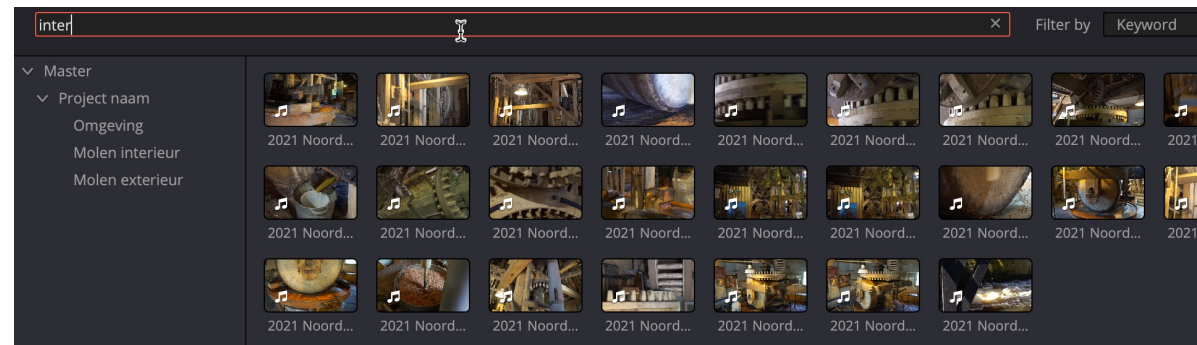 inter
Filter by Keyword
Master
Project naam
Omgeving
Molen interieur
Molen exterieur
2021 Noord... 2021 Noord... 2021 Noord... 2021 Noord... 2021 Noord... 2021 Noord... 2021 Noord... 2021 Noord... 2021
2021 Noord... 2021 Noord... 2021 Noord... 2021 Noord... 2021 Noord... 2021 Noord... 2021 Noord... 2021 Noord... 2021
2021 Noord... 2021 Noord... 2021 Noord... 2021 Noord... 2021 Noord... 2021 Noord... 2021 Noord...